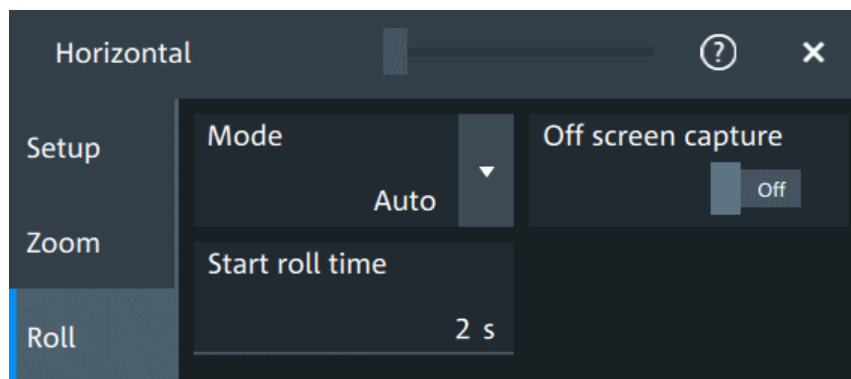 Horizontal
?
Setup
Zoom
Roll
Mode
Auto
Off screen capture
Off
Start roll time
2 s